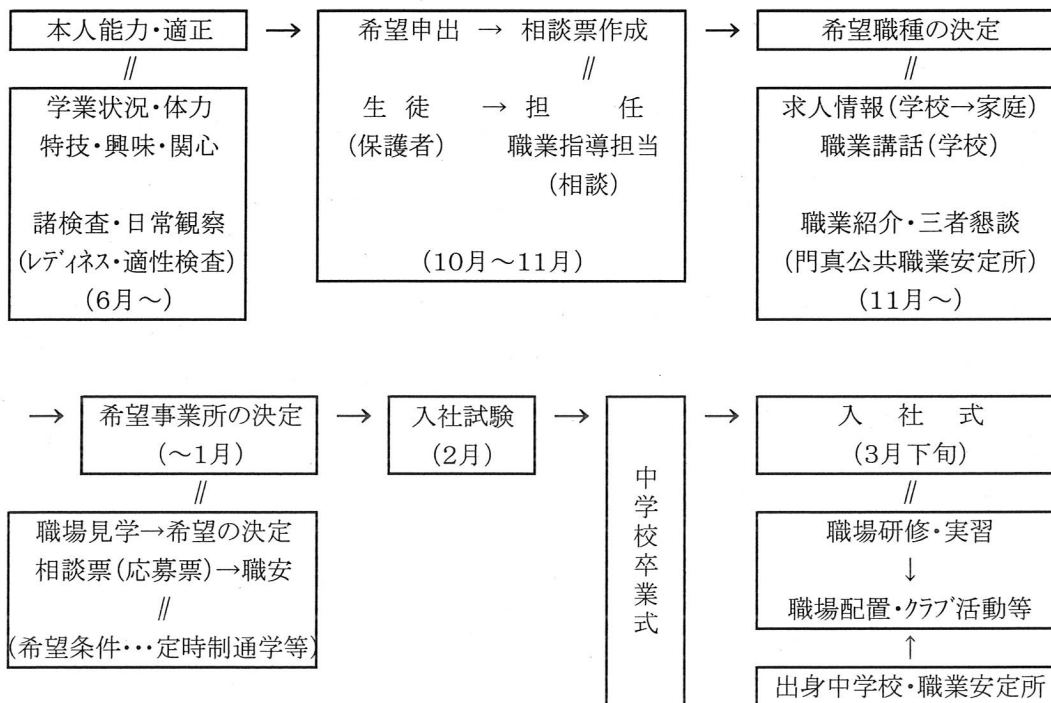 本人能力・適正
→
希望申出 → 相談票作成
→
希望職種の決定
〃
学業状況・体力
特技・興味・関心
諸検査・日常観察
(レディネス・適性検査)
(6月～)
〃
生 徒 → 担 任
(保護者) 職業指導担当
(相談)
(10月～11月)
〃
求人情報(学校→家庭)
職業講話(学校)
職業紹介・三者懇談
(門真公共職業安定所)
(11月～)
→
希望事業所の決定
(～1月)
→
入社試験
(2月)
→
中学校卒業式
→
入 社 式
(3月下旬)
〃
職場見学→希望の決定
相談票(応募票)→職安
〃
(希望条件・・・定時制通学等)
〃
職場研修・実習
↓
職場配置・クラブ活動等
↑
出身中学校・職業安定所